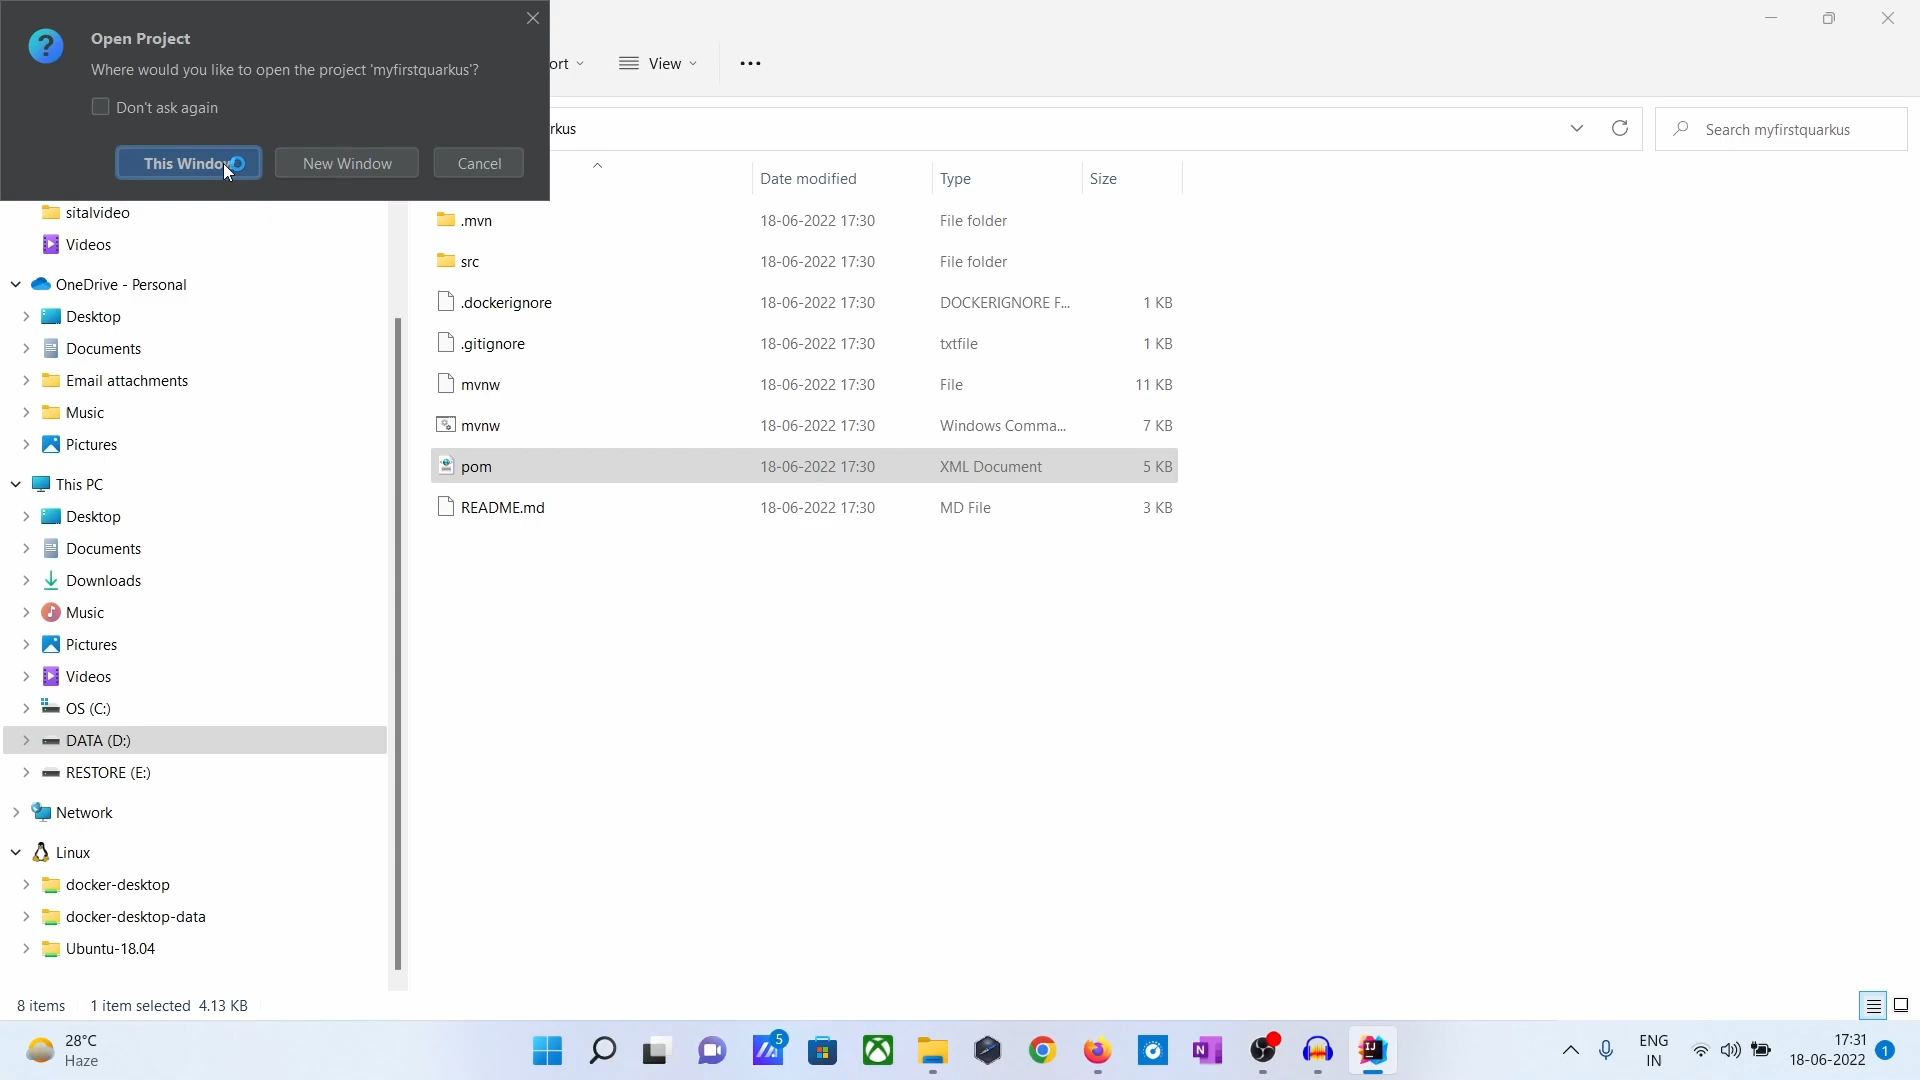 Open Project
Where would you like to open the project 'myfirstquarkus'?
Don't ask again
This Window
New Window
Cancel
ort
View
rkus
Search myfirstquarkus
Date modified
Type
Size
sitalvideo
Videos
OneDrive - Personal
Desktop
Documents
Email attachments
Music
Pictures
This PC
Desktop
Documents
Downloads
Music
Pictures
Videos
OS (C:)
DATA (D:)
RESTORE (E:)
Network
Linux
docker-desktop
docker-desktop-data
Ubuntu-18.04
.mvn 18-06-2022 17:30 File folder
src 18-06-2022 17:30 File folder
.dockerignore 18-06-2022 17:30 DOCKERIGNORE F... 1 KB
.gitignore 18-06-2022 17:30 txtfile 1 KB
mvnw 18-06-2022 17:30 File 11 KB
mvnw 18-06-2022 17:30 Windows Comma... 7 KB
pom 18-06-2022 17:30 XML Document 5 KB
README.md 18-06-2022 17:30 MD File 3 KB
8 items 1 item selected 4.13 KB
28°C
Haze
5
N
IJ
ENG
IN
17:31
18-06-2022
1